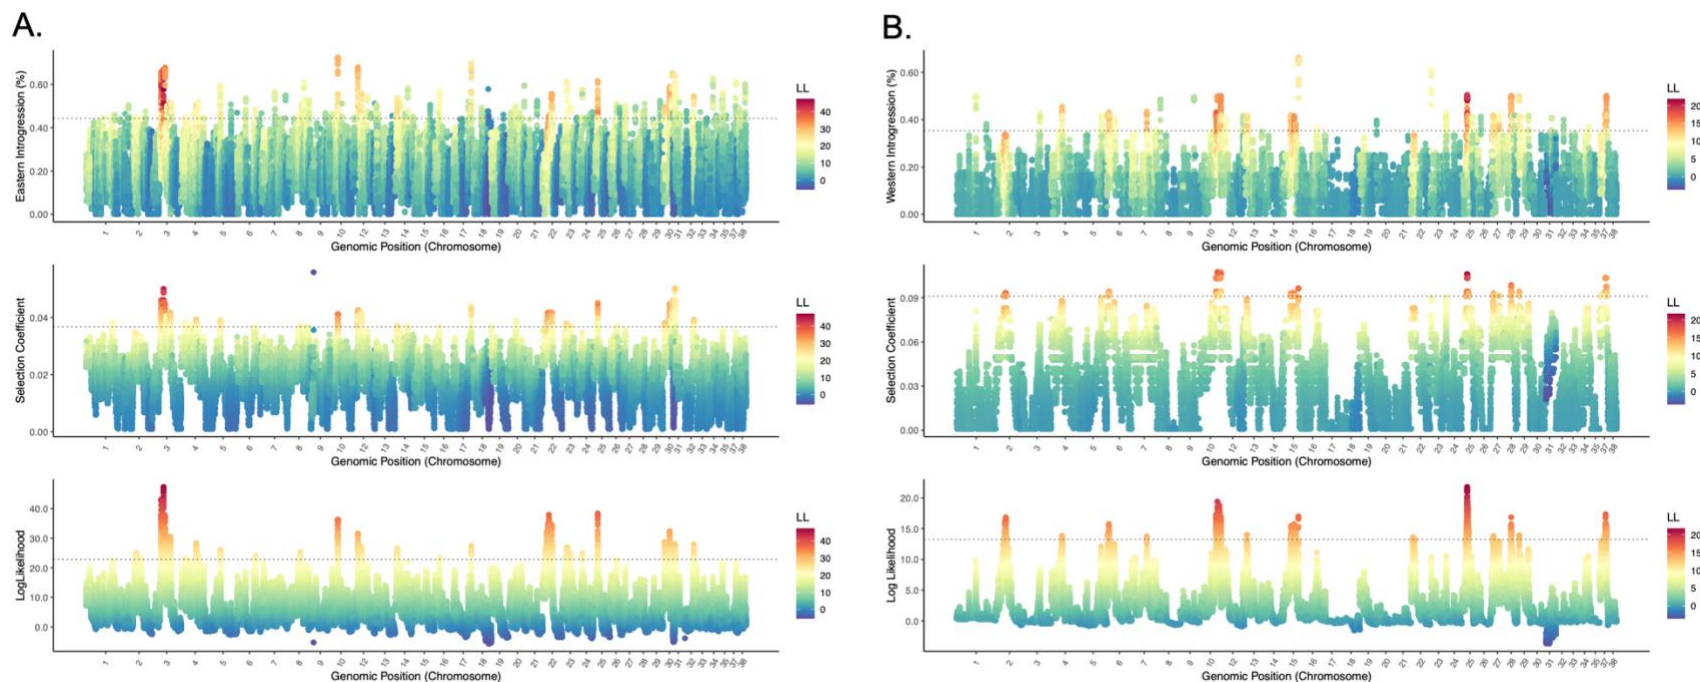 A.
Eastern Introgression (%)
0.60
0.40
0.20
0.00
1 2 3 4 5 6 7 8 9 10 12 13 14 15 16 17 18 19 20 21 22 23 25 26 27 28 29 30 31 32 33 34 35 37 38
Genomic Position (Chromosome)
LL
40
30
20
10
0
Selection Coefficient
0.04
0.02
0.00
1 2 3 4 5 6 7 8 9 10 12 13 14 15 16 17 18 19 20 21 22 23 25 26 27 28 29 30 31 32 33 34 35 37 38
Genomic Position (Chromosome)
LL
40
30
20
10
0
LogLikelihood
40.0
30.0
20.0
10.0
0.0
1 2 3 4 5 6 7 8 9 10 12 13 14 15 16 17 18 19 20 21 22 23 25 26 27 28 29 30 31 32 33 34 35 37 38
Genomic Position (Chromosome)
LL
40
30
20
10
0
B.
Western Introgression (%)
0.60
0.40
0.20
0.00
1 2 3 4 5 6 7 8 9 10 12 13 14 15 16 18 19 20 22 23 24 25 26 27 28 29 30 31 32 33 34 35 37 38
Genomic Position (Chromosome)
LL
20
15
10
5
0
Selection Coefficient
0.09
0.06
0.03
0.00
1 2 3 4 5 6 7 8 9 10 12 13 14 15 16 18 19 20 22 23 24 25 26 27 28 29 30 31 32 33 34 35 37 38
Genomic Position (Chromosome)
LL
20
15
10
5
0
Log Likelihood
20.0
15.0
10.0
5.0
0.0
1 2 3 4 5 6 7 8 9 10 12 13 14 15 16 18 19 20 22 23 24 25 26 27 28 29 30 31 32 33 34 35 37 38
Genomic Position (Chromosome)
LL
20
15
10
5
0